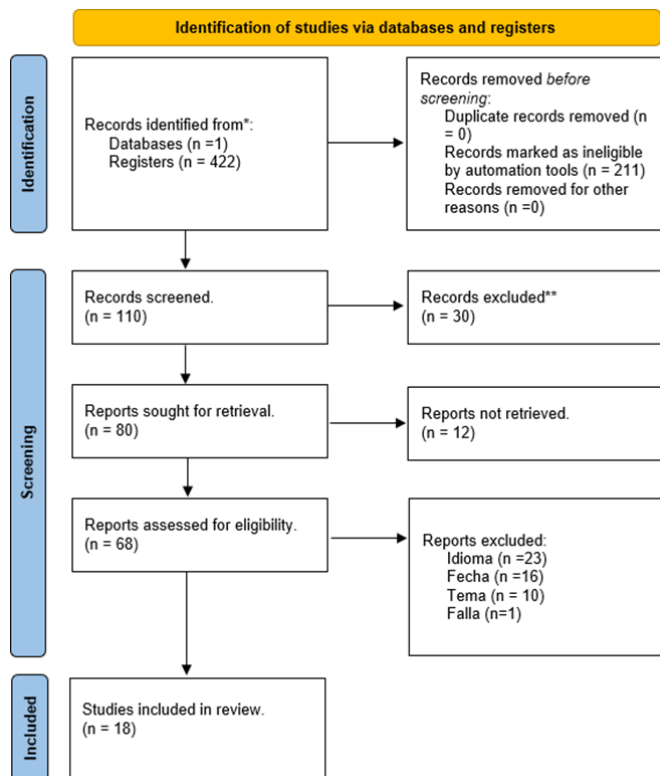 Identification of studies via databases and registers
Identification
Records identified from*:
Databases (n =1)
Registers (n = 422)
Records removed before
screening:
Duplicate records removed (n
= 0)
Records marked as ineligible
by automation tools (n = 211)
Records removed for other
reasons (n =0)
Screening
Records screened.
(n = 110)
Records excluded**
(n = 30)
Reports sought for retrieval.
(n = 80)
Reports not retrieved.
(n = 12)
Reports assessed for eligibility.
(n = 68)
Reports excluded:
Idioma (n =23)
Fecha (n =16)
Tema (n = 10)
Falla (n=1)
Included
Studies included in review.
(n = 18)